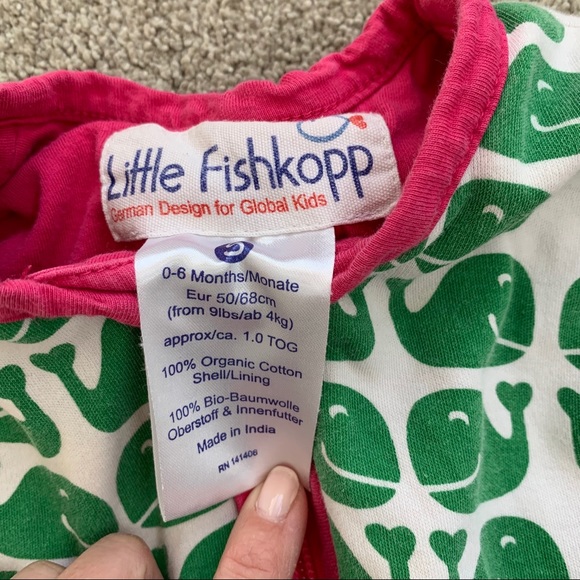 Little Fishkopp
German Design for Global Kids
0-6 Months/Monate
Eur 50/68cm
(from 9lbs/ab 4kg)
approx/ca. 1.0 TOG
100% Organic Cotton
Shell/Lining
100% Bio-Baumwolle
Oberstoff & Innenfutter
Made in India
RN 141406